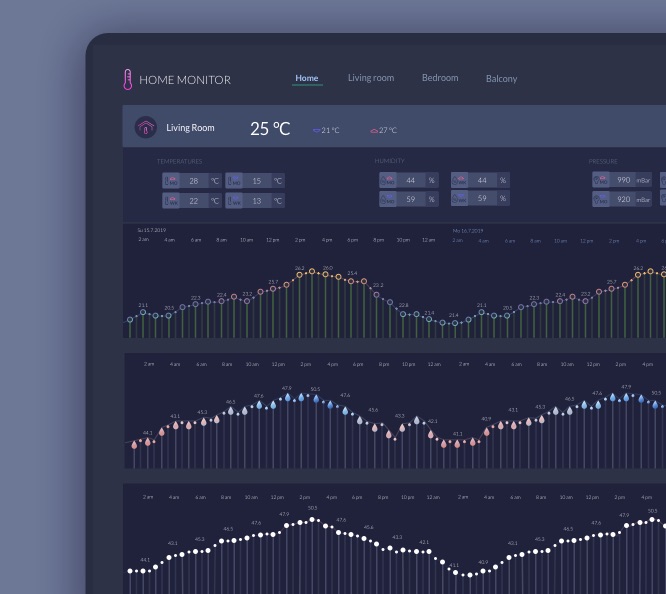 HOME MONITOR
Home Living room Bedroom Balcony
Living Room 25 °C 21 °C 27 °C
TEMPERATURES HUMIDITY PRESSURE
28 °C 15 °C 44 % 44 % 990 mBar
22 °C 13 °C 59 % 59 % 920 mBar
Su 15.7.2019 Mo 16.7.2019
2 am 4 am 6 am 8 am 10 am 12 am 2 pm 4 pm 6 pm 8 pm 10 pm 12 pm 2 am 4 am 6 am 8 am 10 am 12 am 2 pm 4 pm
26.2 26.0 25.4 26.2
25.7 25.7
21.1 20.5 22.3 22.4 23.2 23.2 22.8 21.6 21.4 21.1 20.5 22.3 22.4 23.2
2 am 4 am 6 am 8 am 10 am 12 am 2 pm 4 pm 6 pm 8 pm 10 pm 12 pm 2 am 4 am 6 am 8 am 10 am 12 am 2 pm 4 pm
44.1 43.1 45.3 46.5 47.6 47.9 50.5 47.6 45.6 43.3 42.1 41.1 40.9 43.1 45.3 46.5 47.6 47.9 50.5
2 am 4 am 6 am 8 am 10 am 12 am 2 pm 4 pm 6 pm 8 pm 10 pm 12 pm 2 am 4 am 6 am 8 am 10 am 12 am 2 pm 4 pm
44.1 43.1 45.3 46.5 47.6 47.9 50.5 47.6 45.6 43.3 42.1 41.1 40.9 43.1 45.3 46.5 47.6 47.9 50.5